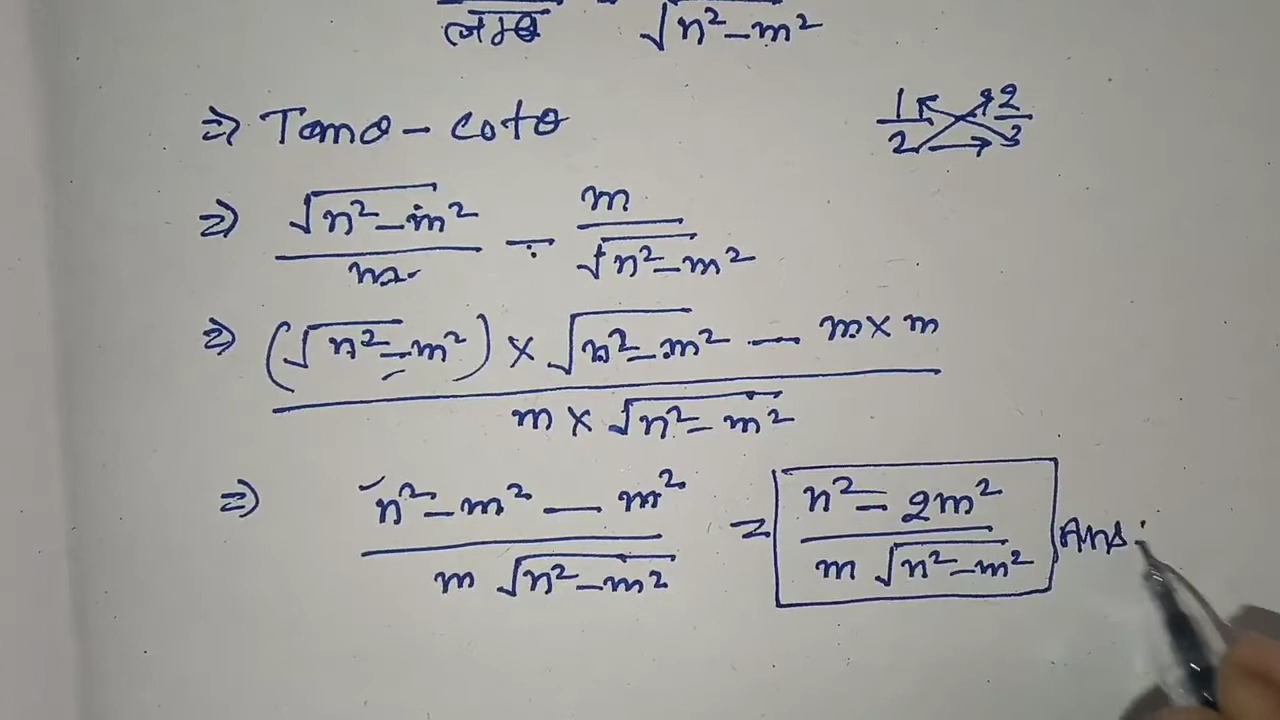 लम्ब √n²-m²
⇒ Tanθ - cotθ
1/2 2/3
⇒ √n²-m²/m - m/√n²-m²
⇒ (√n²-m²) × √n²-m² - m×m / m × √n²-m²
⇒ n²-m² - m² / m √n²-m² = n²-2m² / m √n²-m² Ans: